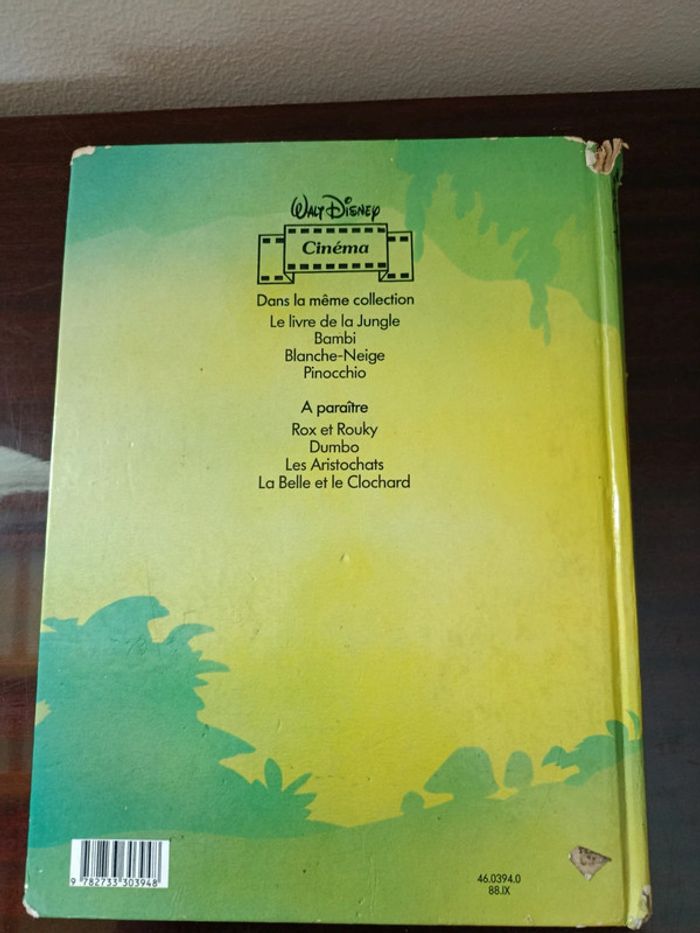 WALT DISNEY
Cinéma
Dans la même collection
Le livre de la Jungle
Bambi
Blanche-Neige
Pinocchio
A paraître
Rox et Rouky
Dumbo
Les Aristochats
La Belle et le Clochard
9 782733 303948
46.0394.0
88.IX